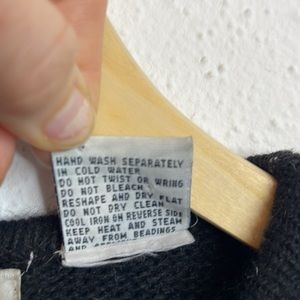 HAND WASH SEPARATELY
IN COLD WATER
DO NOT TWIST OR WRING
DO NOT BLEACH
RESHAPE AND DRY FLAT
DO NOT DRY CLEAN
COOL IRON ON REVERSE SIDE
KEEP HEAT AND STEAM
AWAY FROM BEADINGS
AND